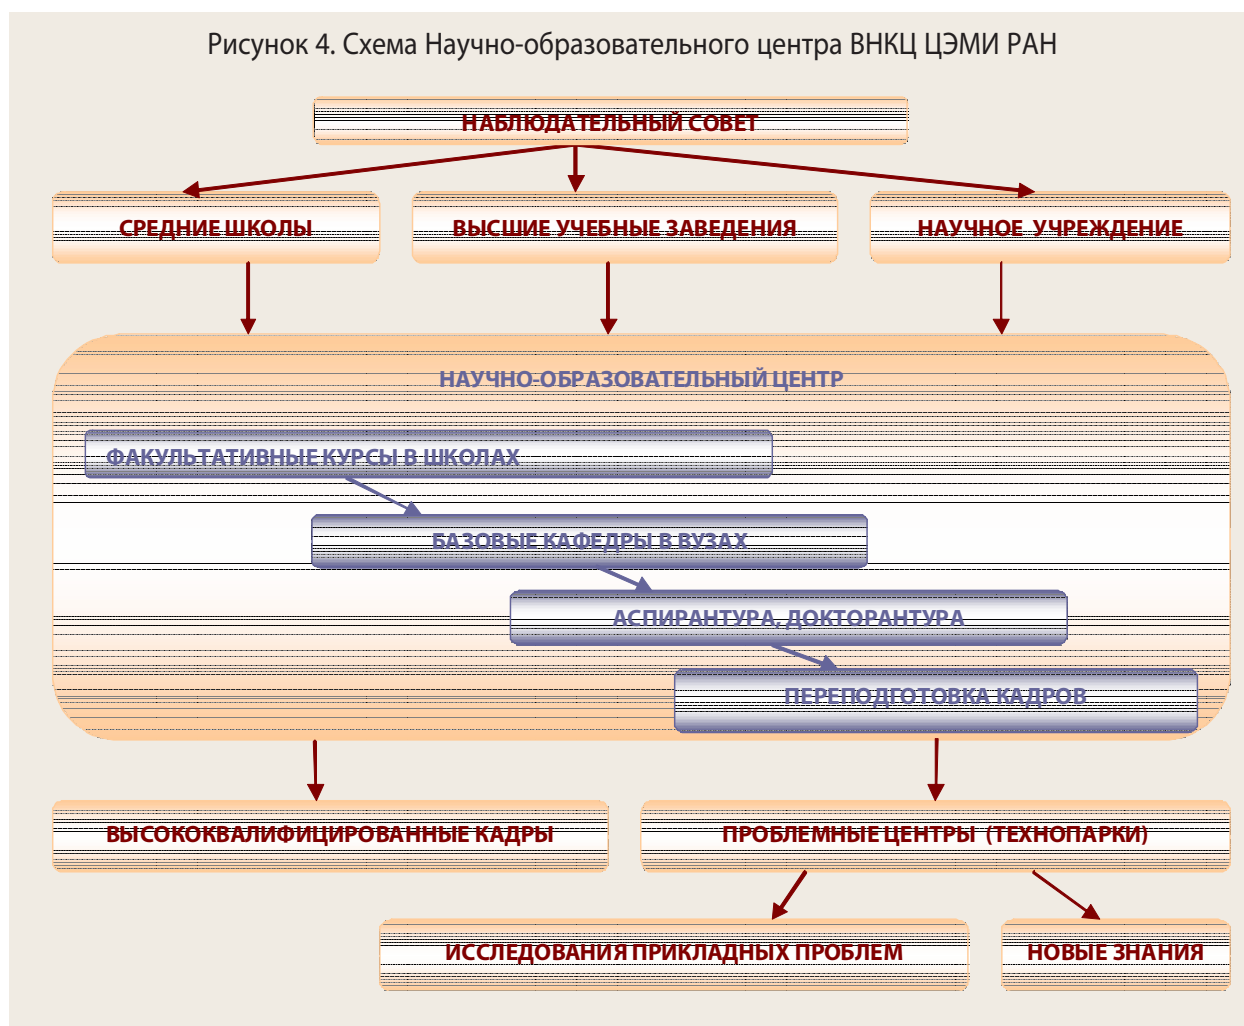 Рисунок 4. Схема Научно-образовательного центра ВНКЦ ЦЭМИ РАН
НАБЛЮДАТЕЛЬНЫЙ СОВЕТ
СРЕДНИЕ ШКОЛЫ
ВЫСШИЕ УЧЕБНЫЕ ЗАВЕДЕНИЯ
НАУЧНОЕ УЧРЕЖДЕНИЕ
НАУЧНО-ОБРАЗОВАТЕЛЬНЫЙ ЦЕНТР
ФАКУЛЬТАТИВНЫЕ КУРСЫ В ШКОЛАХ
БАЗОВЫЕ КАФЕДРЫ В ВУЗАХ
АСПИРАНТУРА, ДОКТОРАНТУРА
ПЕРЕПОДГОТОВКА КАДРОВ
ВЫСОКОКВАЛИФИЦИРОВАННЫЕ КАДРЫ
ПРОБЛЕМНЫЕ ЦЕНТРЫ (ТЕХНОПАРКИ)
ИССЛЕДОВАНИЯ ПРИКЛАДНЫХ ПРОБЛЕМ
НОВЫЕ ЗНАНИЯ